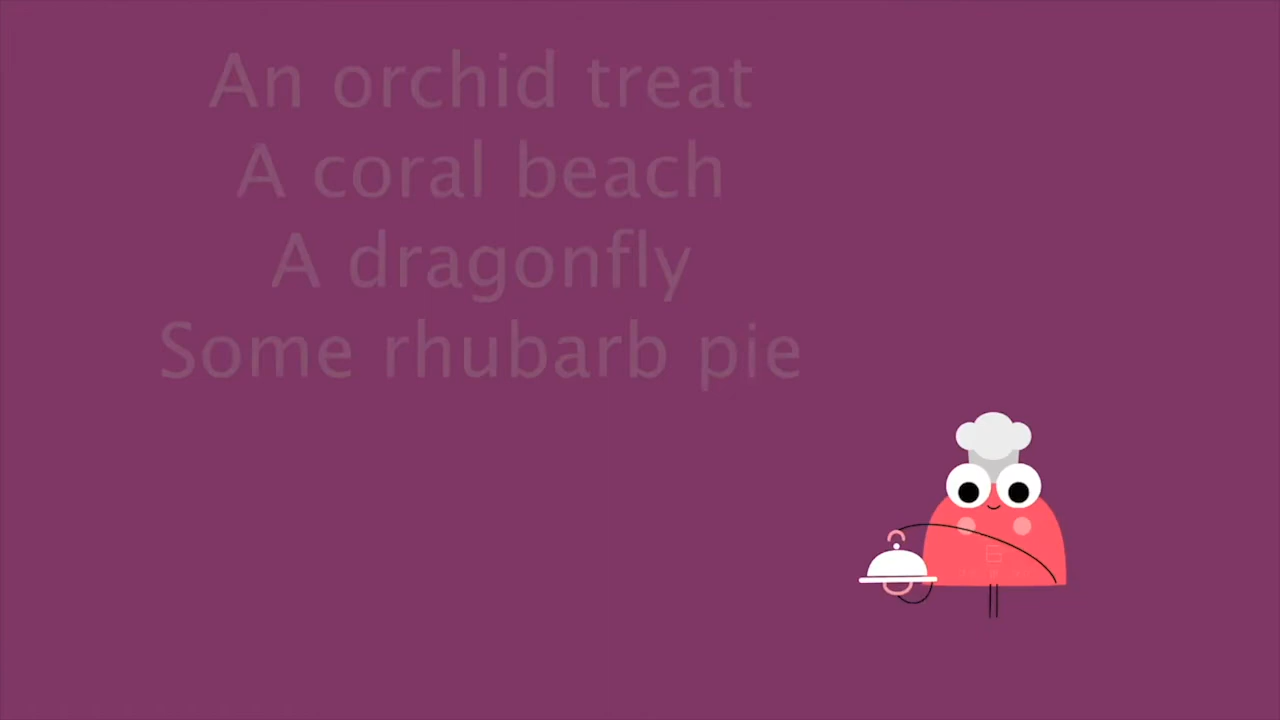 An orchid treat
A coral beach
A dragonfly
Some rhubarb pie